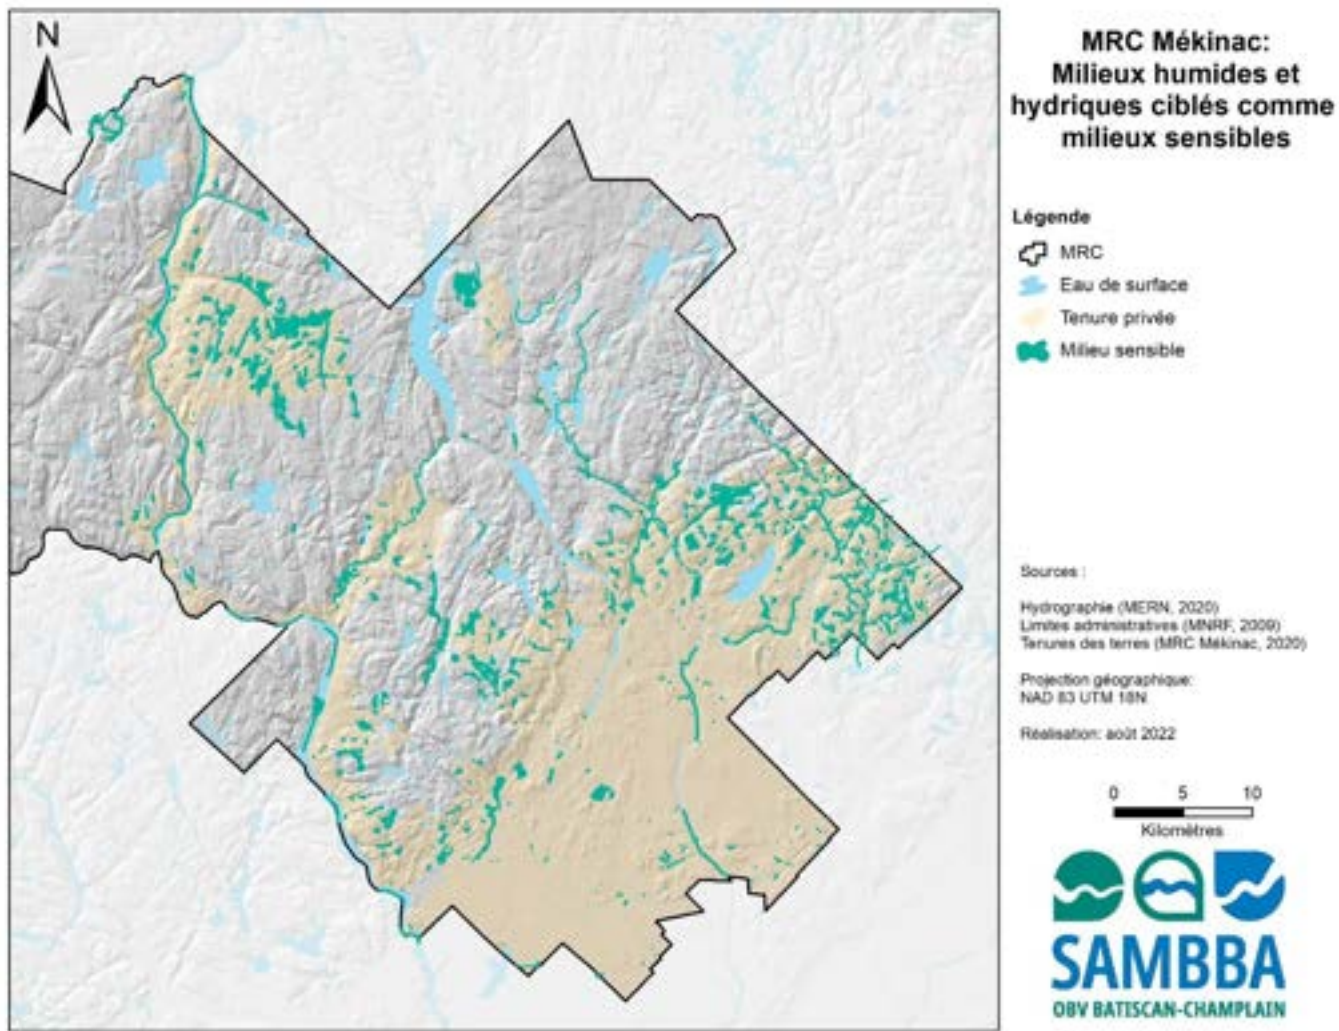 N
MRC Mékinac:
Milieux humides et
hydriques ciblés comme
milieux sensibles
Légende
MRC
Eau de surface
Tenure privée
Milieu sensible
Sources :
Hydrographie (MERN, 2020)
Limites administratives (MNRF, 2009)
Tenures des terres (MRC Mékinac, 2020)
Projection géographique:
NAD 83 UTM 18N
Réalisation: août 2022
0 5 10
Kilomètres
SAMBBA
OBV BATISCAN-CHAMPLAIN